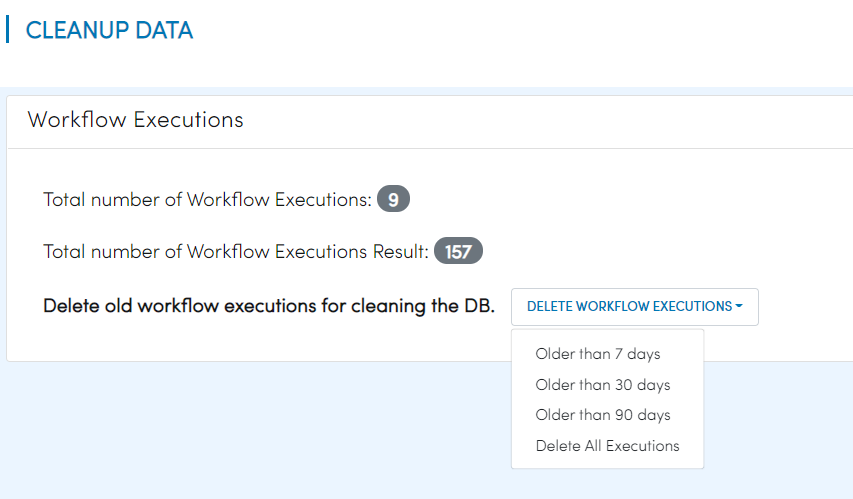 CLEANUP DATA
Workflow Executions
Total number of Workflow Executions: 9
Total number of Workflow Executions Result: 157
Delete old workflow executions for cleaning the DB. DELETE WORKFLOW EXECUTIONS
Older than 7 days
Older than 30 days
Older than 90 days
Delete All Executions